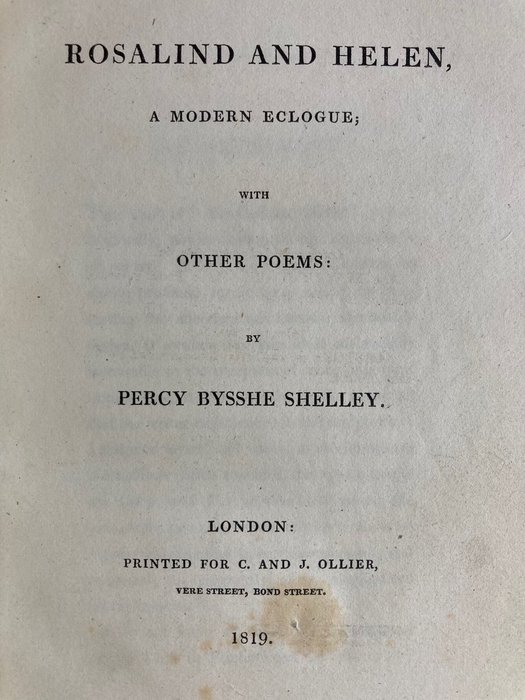 ROSALIND AND HELEN,
A MODERN ECLOGUE;
WITH
OTHER POEMS:
BY
PERCY BYSSHE SHELLEY.
LONDON:
PRINTED FOR C. AND J. OLLIER,
VERE STREET, BOND STREET.
1819.